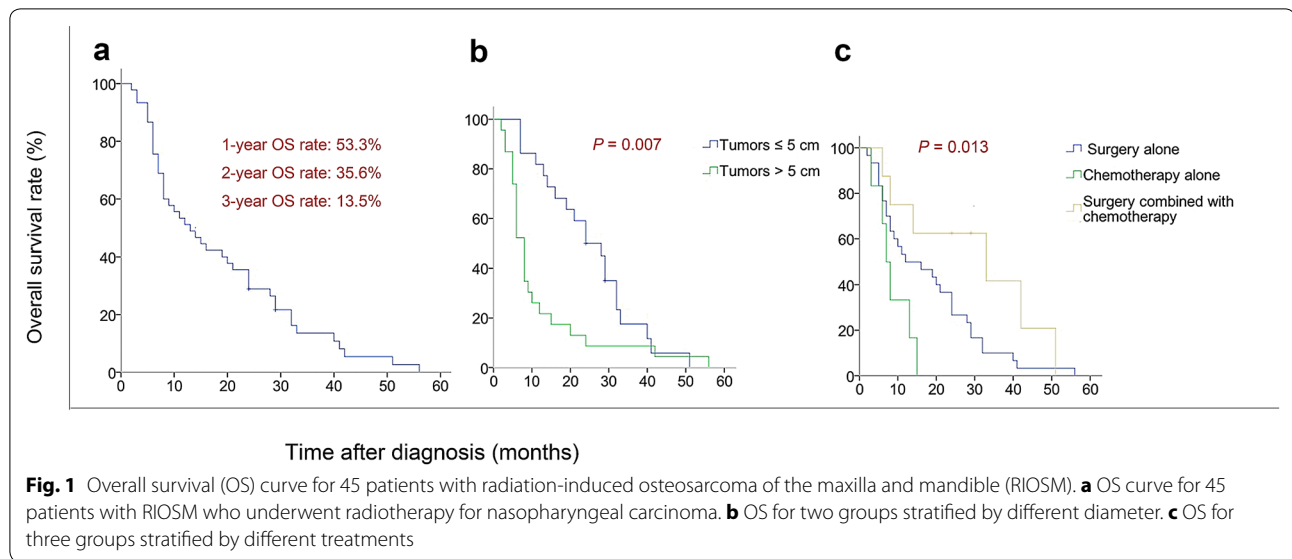 a
b
c
Overall survival rate (%)
100
80
60
40
20
0
0 10 20 30 40 50 60
1-year OS rate: 53.3%
2-year OS rate: 35.6%
3-year OS rate: 13.5%
100
80
60
40
20
0
0 10 20 30 40 50 60
P = 0.007
Tumors ≤ 5 cm
Tumors > 5 cm
100
80
60
40
20
0
0 10 20 30 40 50 60
P = 0.013
Surgery alone
Chemotherapy alone
Surgery combined with
chemotherapy
Time after diagnosis (months)
Fig. 1 Overall survival (OS) curve for 45 patients with radiation-induced osteosarcoma of the maxilla and mandible (RIOSM). a OS curve for 45
patients with RIOSM who underwent radiotherapy for nasopharyngeal carcinoma. b OS for two groups stratified by different diameter. c OS for
three groups stratified by different treatments